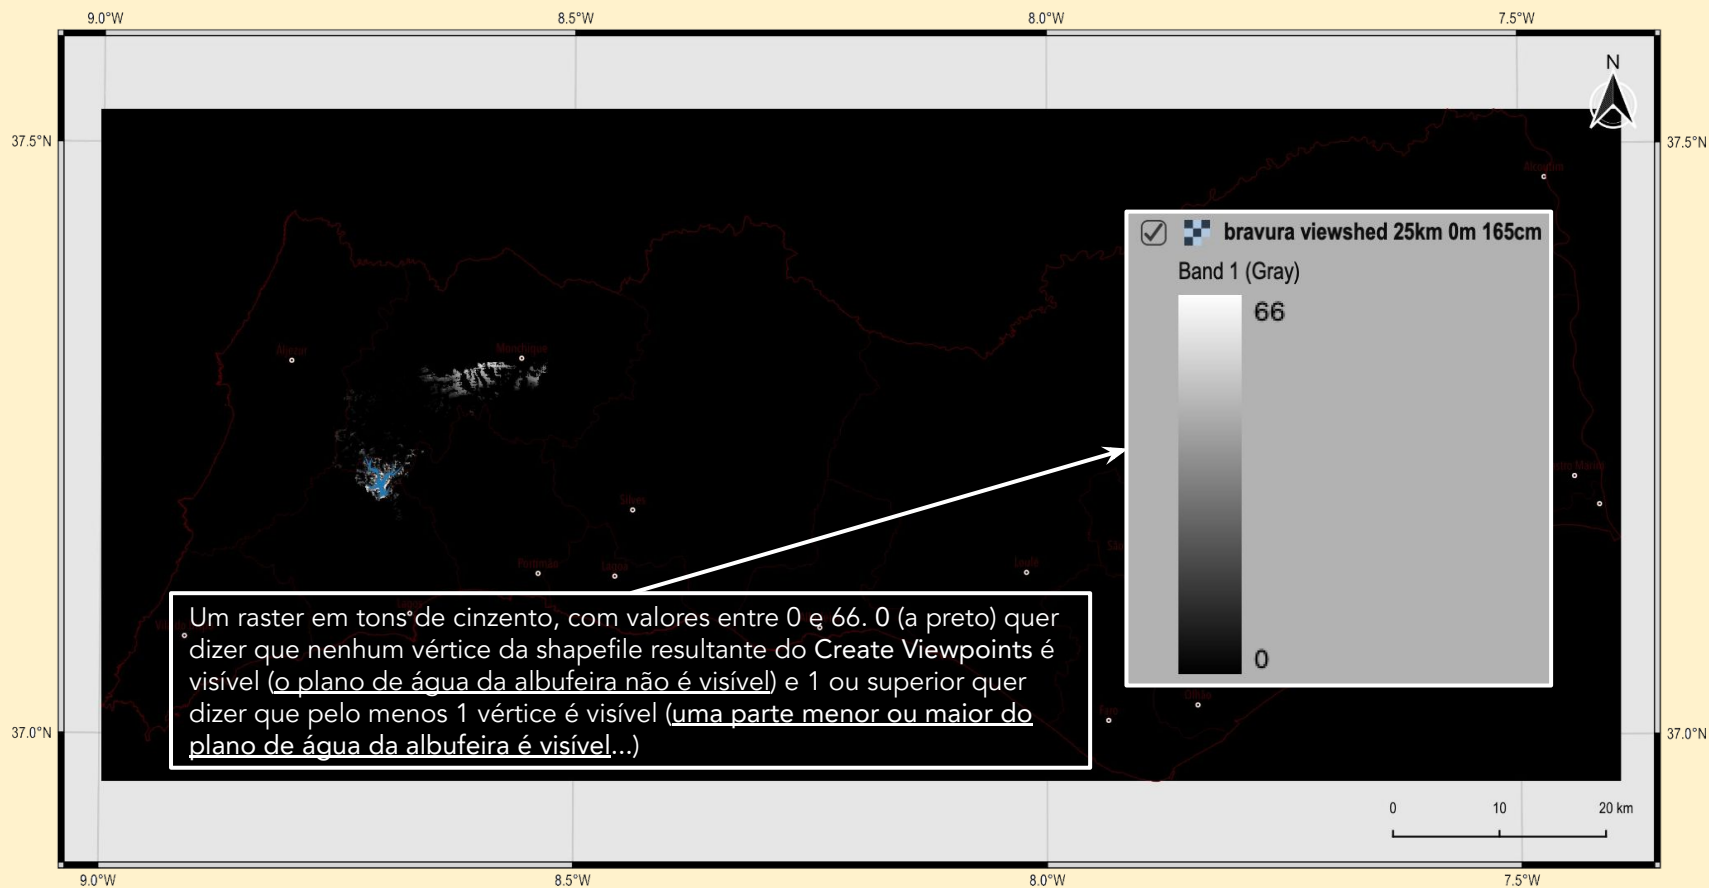 9.0°W 8.5°W 8.0°W 7.5°W
N
37.5°N 37.5°N
Alcoutim
bravura viewshed 25km 0m 165cm
Band 1 (Gray)
66
0
Aljezur
Monchique
Silves
Portimão
Lagoa
Loulé
Lagos
Um raster em tons de cinzento, com valores entre 0 e 66. 0 (a preto) quer
dizer que nenhum vértice da shapefile resultante do Create Viewpoints é
visível (o plano de água da albufeira não é visível) e 1 ou superior quer
dizer que pelo menos 1 vértice é visível (uma parte menor ou maior do
plano de água da albufeira é visível...)
Olhão
Faro
37.0°N 37.0°N
0 10 20 km
9.0°W 8.5°W 8.0°W 7.5°W